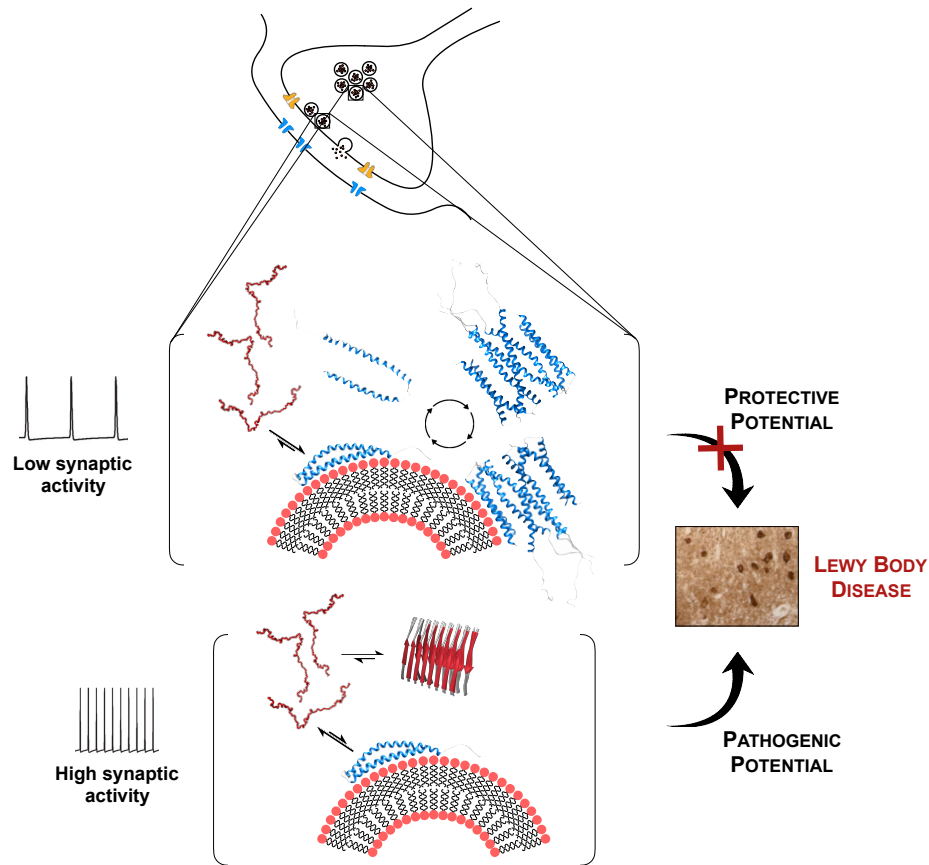 Low synaptic
activity
PROTECTIVE
POTENTIAL
LEWY BODY
DISEASE
High synaptic
activity
PATHOGENIC
POTENTIAL